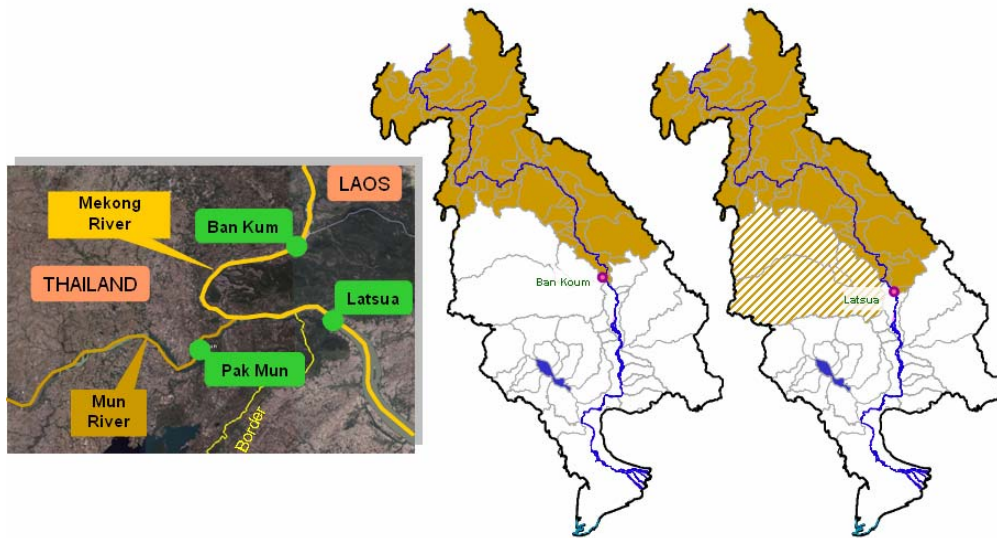 LAOS
Mekong
River
Ban Kum
THAILAND
Latsua
Pak Mun
Mun
River
Border
Ban Koum
Latsua